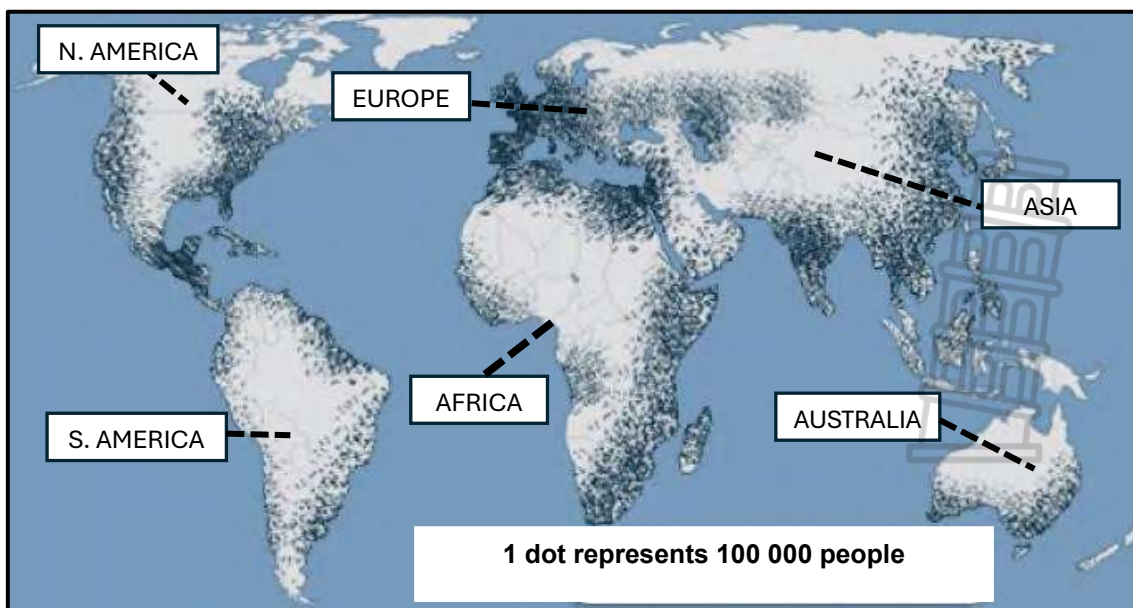 N. AMERICA
EUROPE
ASIA
AFRICA
AUSTRALIA
S. AMERICA
1 dot represents 100 000 people